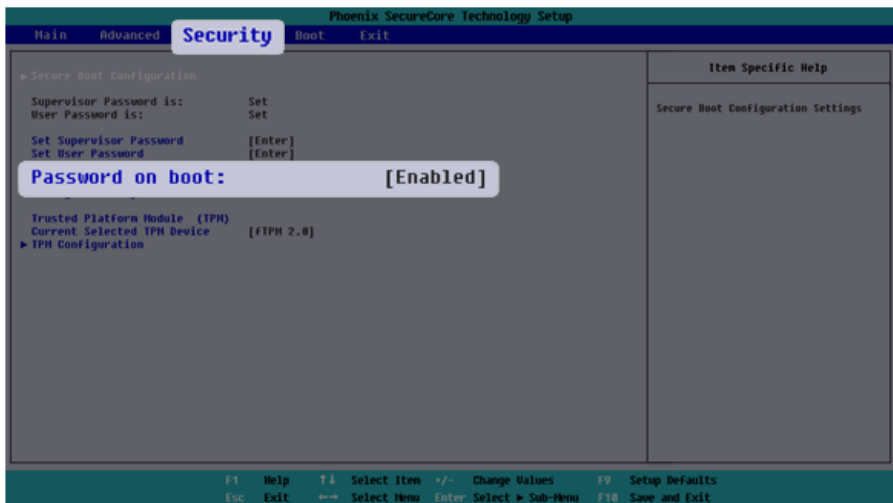 Phoenix SecureCore Technology Setup
Main Advanced Security Boot Exit
Item Specific Help
▶ Secure Boot Configuration
Secure Boot Configuration Settings
Supervisor Password is: Set
User Password is: Set
Set Supervisor Password [Enter]
Set User Password [Enter]
Password on boot: [Enabled]
Trusted Platform Module (TPM)
Current Selected TPM Device [fTPM 2.0]
▶ TPM Configuration
F1 Help ↑↓ Select Item +/- Change Values F9 Setup Defaults
Esc Exit ←→ Select Menu Enter Select ▶ Sub-Menu F10 Save and Exit